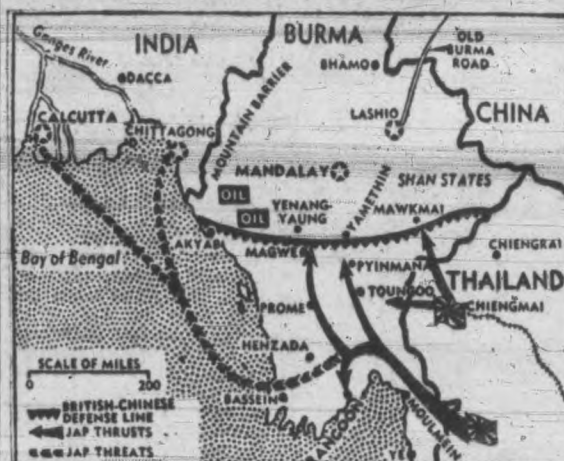 INDIA
BURMA
CHINA
THAILAND
Ganges River
DACCA
CALCUTTA
CHITTAGONG
MOUNTAIN BARRIER
BHAMO
OLD
BURMA
ROAD
LASHIO
MANDALAY
SHAN STATES
OIL
OIL
YENANG-
YAUNG
YAMETHIN
MAWKMAI
AKYAB
MAGWE
Bay of Bengal
PYINMANA
CHIENGRAI
TOUNGOO
CHIENGMAI
PROME
HENZADA
BASSEIN
RANGOON
MOULMEIN
YE
SCALE OF MILES
0 200
BRITISH-CHINESE
DEFENSE LINE
JAP THRUSTS
JAP THREATS